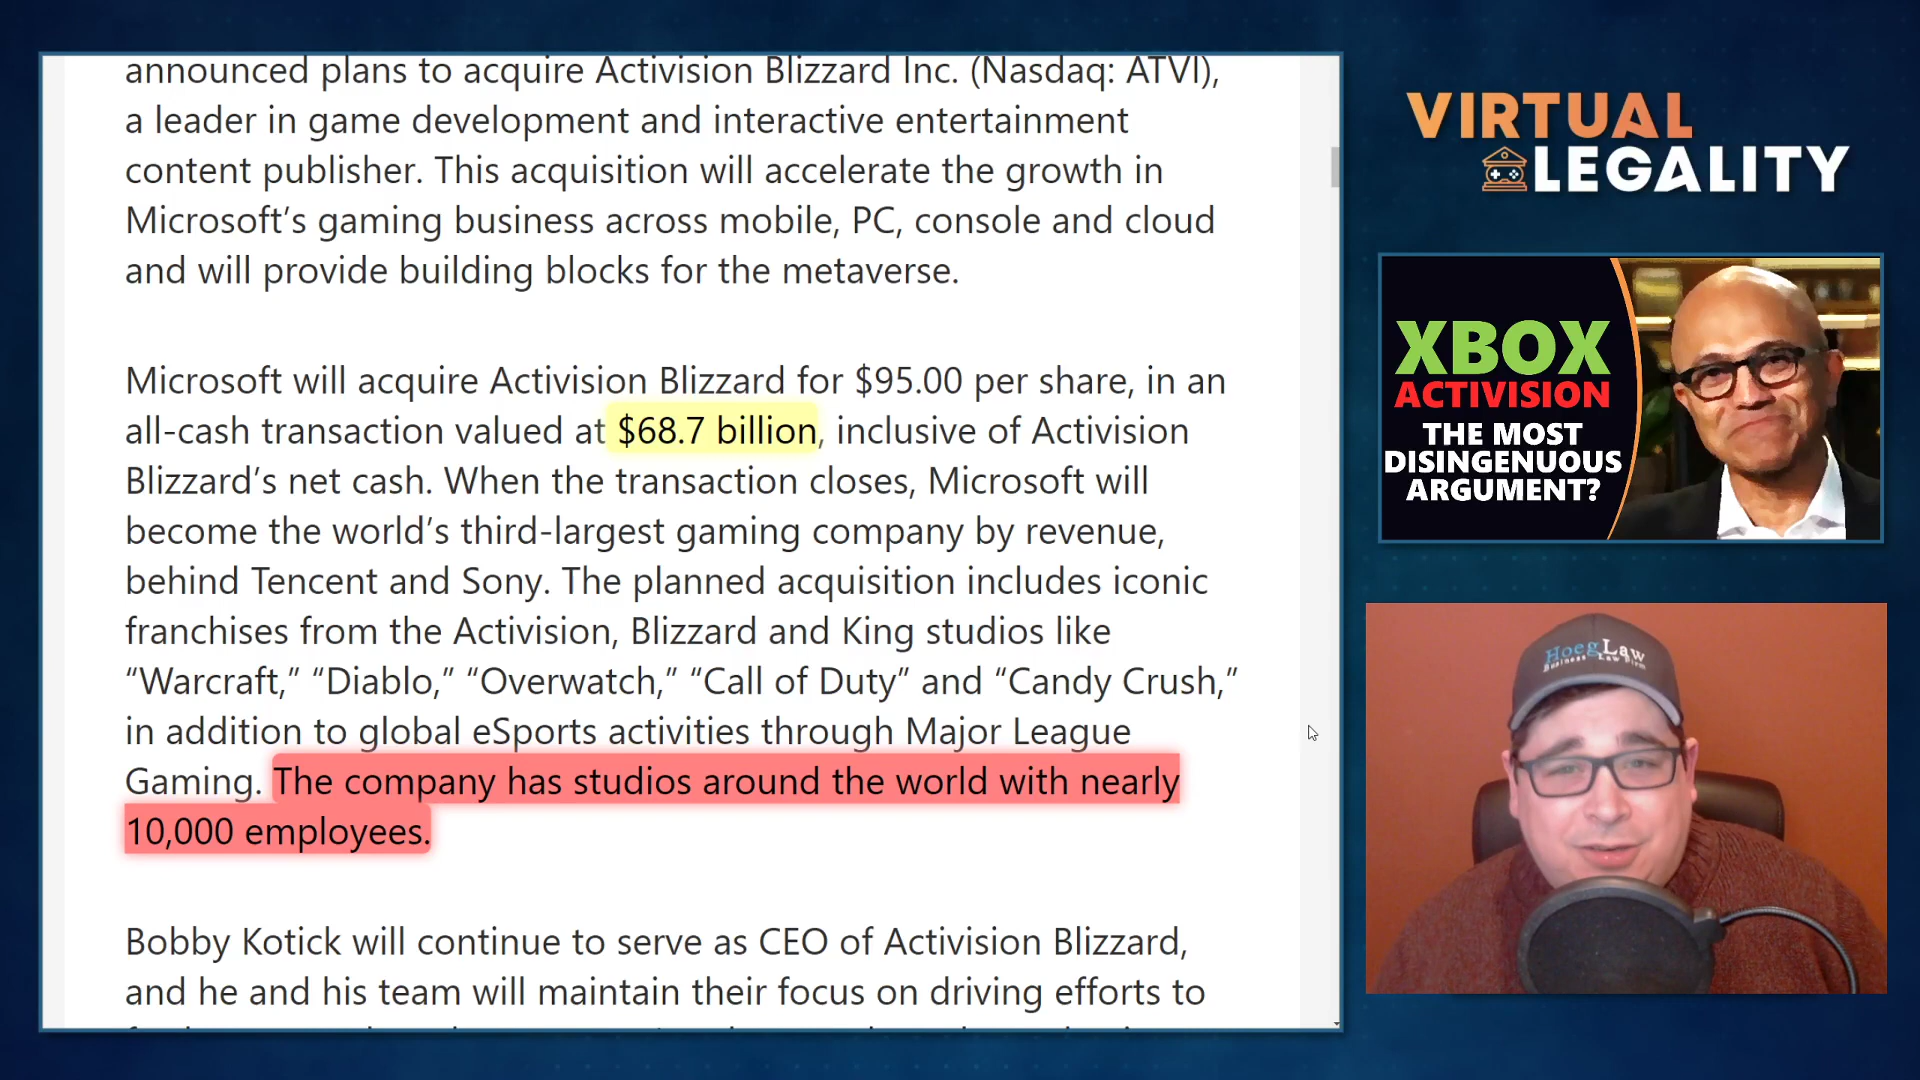 announced plans to acquire Activision Blizzard Inc. (Nasdaq: ATVI),
a leader in game development and interactive entertainment
content publisher. This acquisition will accelerate the growth in
Microsoft’s gaming business across mobile, PC, console and cloud
and will provide building blocks for the metaverse.
Microsoft will acquire Activision Blizzard for $95.00 per share, in an
all-cash transaction valued at $68.7 billion, inclusive of Activision
Blizzard’s net cash. When the transaction closes, Microsoft will
become the world’s third-largest gaming company by revenue,
behind Tencent and Sony. The planned acquisition includes iconic
franchises from the Activision, Blizzard and King studios like
“Warcraft,” “Diablo,” “Overwatch,” “Call of Duty” and “Candy Crush,”
in addition to global eSports activities through Major League
Gaming. The company has studios around the world with nearly
10,000 employees.
Bobby Kotick will continue to serve as CEO of Activision Blizzard,
and he and his team will maintain their focus on driving efforts to
VIRTUAL
LEGALITY
XBOX
ACTIVISION
THE MOST
DISINGENUOUS
ARGUMENT?
HoegLaw
Business Law Firm